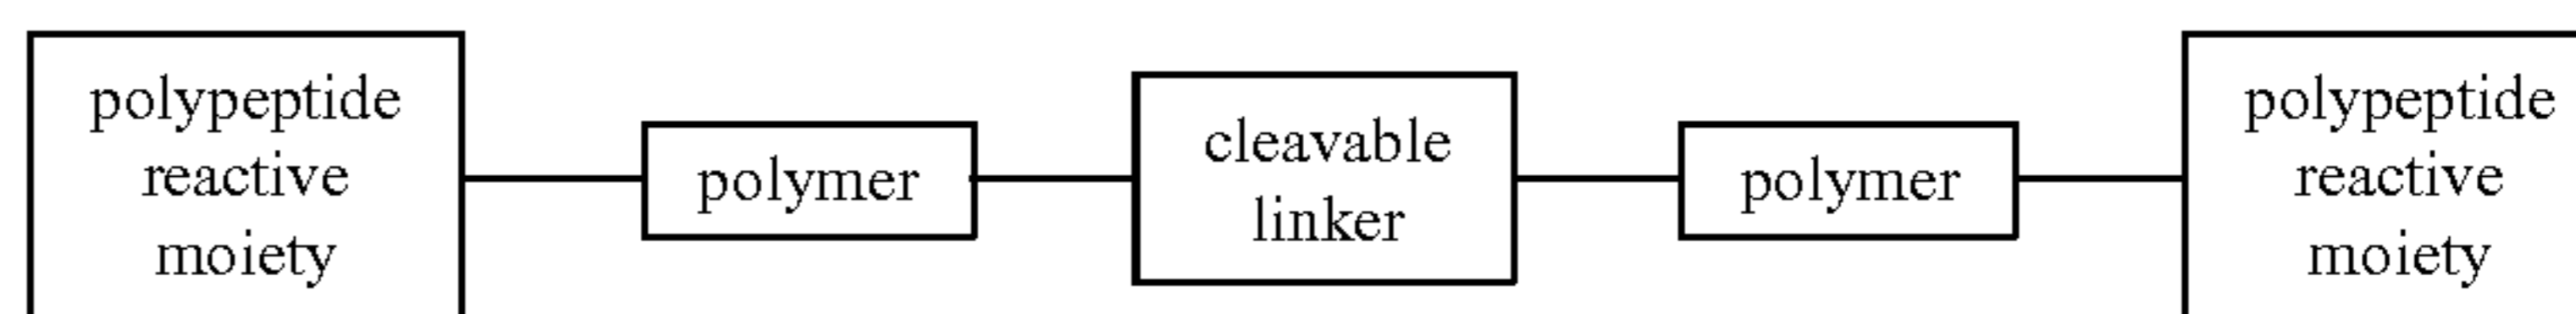 polypeptide
reactive
moiety
polymer
cleavable
linker
polymer
polypeptide
reactive
moiety